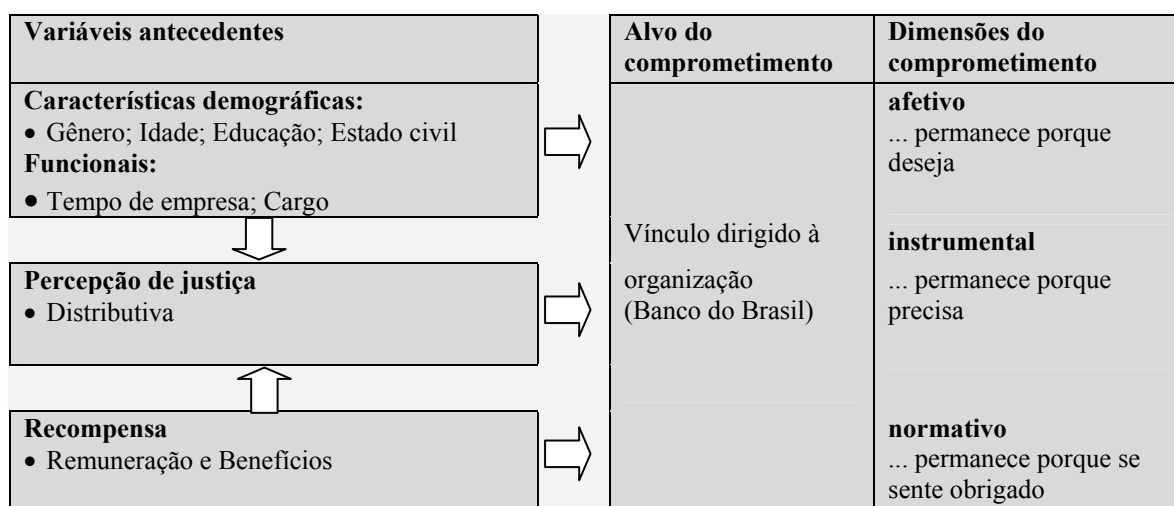 Variáveis antecedentes
Características demográficas:
• Gênero; Idade; Educação; Estado civil
Funcionais:
• Tempo de empresa; Cargo
Percepção de justiça
• Distributiva
Recompensa
• Remuneração e Benefícios
Alvo do
comprometimento
Vínculo dirigido à
organização
(Banco do Brasil)
Dimensões do
comprometimento
afetivo
... permanece porque
deseja
instrumental
... permanece porque
precisa
normativo
... permanece porque se
sente obrigado